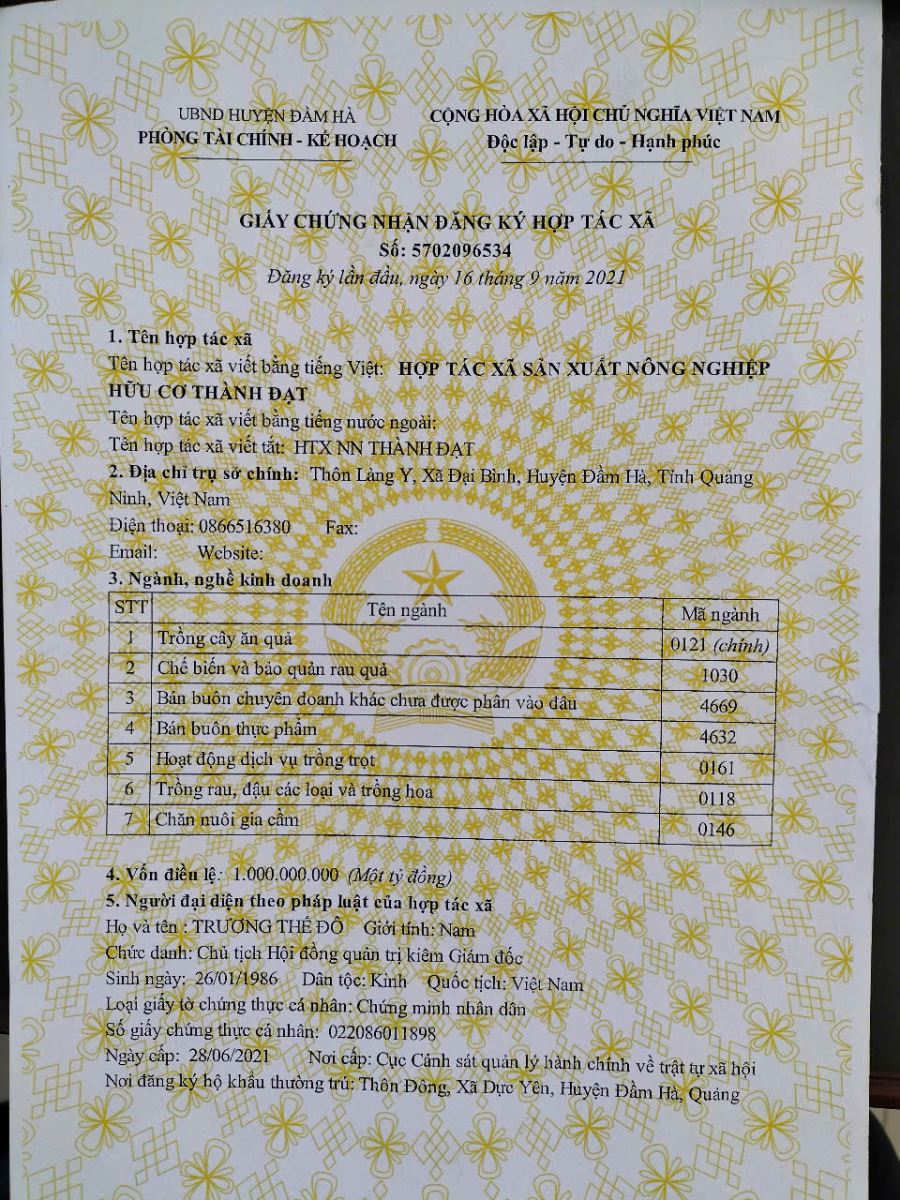 UBND HUYỆN ĐẦM HÀ
PHÒNG TÀI CHÍNH - KẾ HOẠCH
CỘNG HÒA XÃ HỘI CHỦ NGHĨA VIỆT NAM
Độc lập - Tự do - Hạnh phúc
GIẤY CHỨNG NHẬN ĐĂNG KÝ HỢP TÁC XÃ
Số: 5702096534
Đăng ký lần đầu, ngày 16 tháng 9 năm 2021
1. Tên hợp tác xã
Tên hợp tác xã viết bằng tiếng Việt: HỢP TÁC XÃ SẢN XUẤT NÔNG NGHIỆP
HỮU CƠ THÀNH ĐẠT
Tên hợp tác xã viết bằng tiếng nước ngoài:
Tên hợp tác xã viết tắt: HTX NN THÀNH ĐẠT
2. Địa chỉ trụ sở chính: Thôn Làng Y, Xã Đại Bình, Huyện Đầm Hà, Tỉnh Quảng
Ninh, Việt Nam
Điện thoại: 0866516380 Fax:
Email: Website:
3. Ngành, nghề kinh doanh
STT Tên ngành Mã ngành
1 Trồng cây ăn quả 0121 (chính)
2 Chế biến và bảo quản rau quả 1030
3 Bán buôn chuyên doanh khác chưa được phân vào đâu 4669
4 Bán buôn thực phẩm 4632
5 Hoạt động dịch vụ trồng trọt 0161
6 Trồng rau, đậu các loại và trồng hoa 0118
7 Chăn nuôi gia cầm 0146
4. Vốn điều lệ: 1.000.000.000 (Một tỷ đồng)
5. Người đại diện theo pháp luật của hợp tác xã
Họ và tên : TRƯƠNG THẾ ĐÔ Giới tính: Nam
Chức danh: Chủ tịch Hội đồng quản trị kiêm Giám đốc
Sinh ngày: 26/01/1986 Dân tộc: Kinh Quốc tịch: Việt Nam
Loại giấy tờ chứng thực cá nhân: Chứng minh nhân dân
Số giấy chứng thực cá nhân: 022086011898
Ngày cấp: 28/06/2021 Nơi cấp: Cục Cảnh sát quản lý hành chính về trật tự xã hội
Nơi đăng ký hộ khẩu thường trú: Thôn Đông, Xã Dực Yên, Huyện Đầm Hà, Quảng